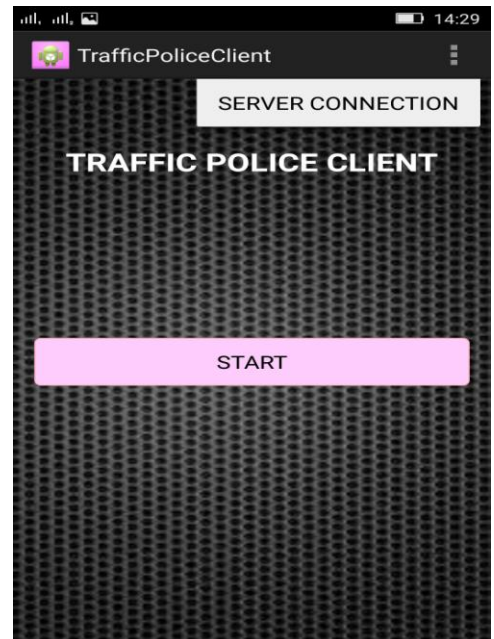 14:29
TrafficPoliceClient
SERVER CONNECTION
TRAFFIC POLICE CLIENT
START